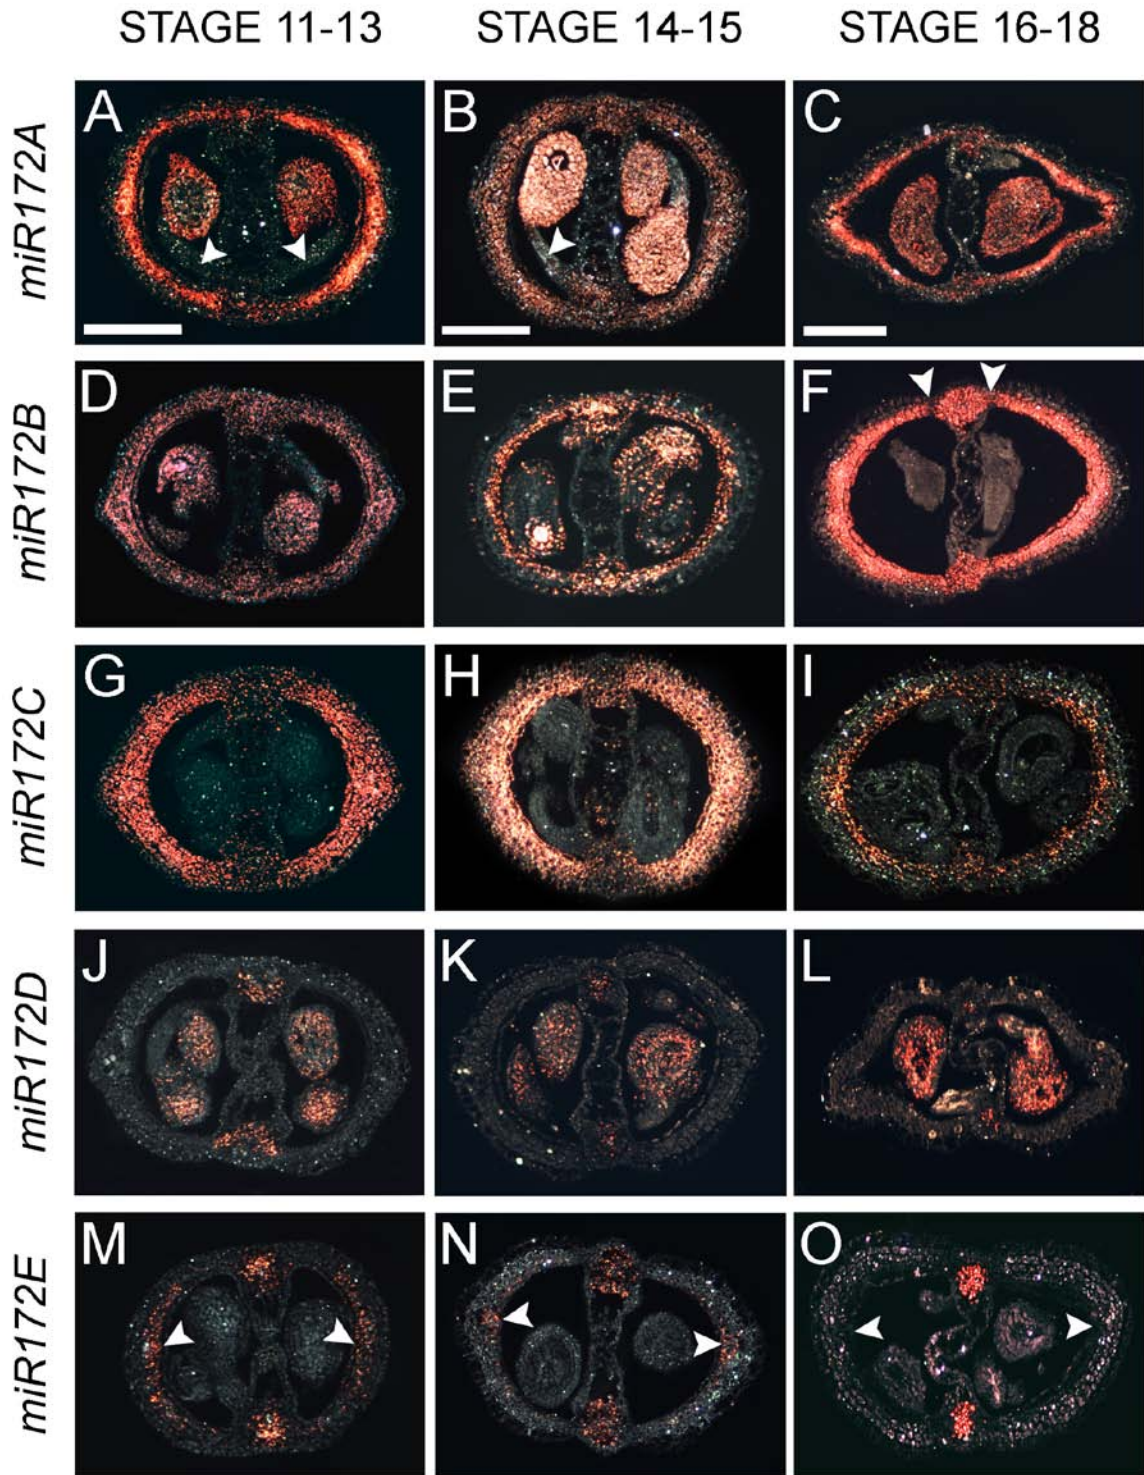 STAGE 11-13 STAGE 14-15 STAGE 16-18
miR172A
A B C
miR172B
D E F
miR172C
G H I
miR172D
J K L
miR172E
M N O